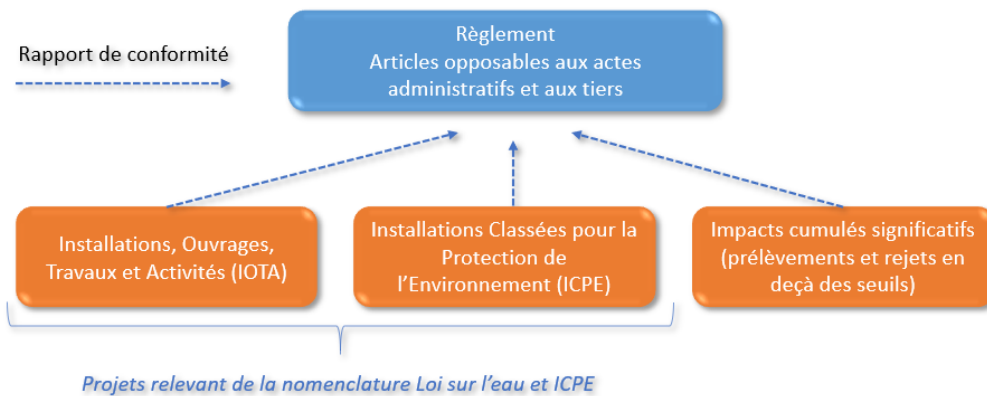 Règlement
Articles opposables aux actes
administratifs et aux tiers
Rapport de conformité
Installations, Ouvrages,
Travaux et Activités (IOTA)
Installations Classées pour la
Protection de
l’Environnement (ICPE)
Impacts cumulés significatifs
(prélèvements et rejets en
deçà des seuils)
Projets relevant de la nomenclature Loi sur l’eau et ICPE